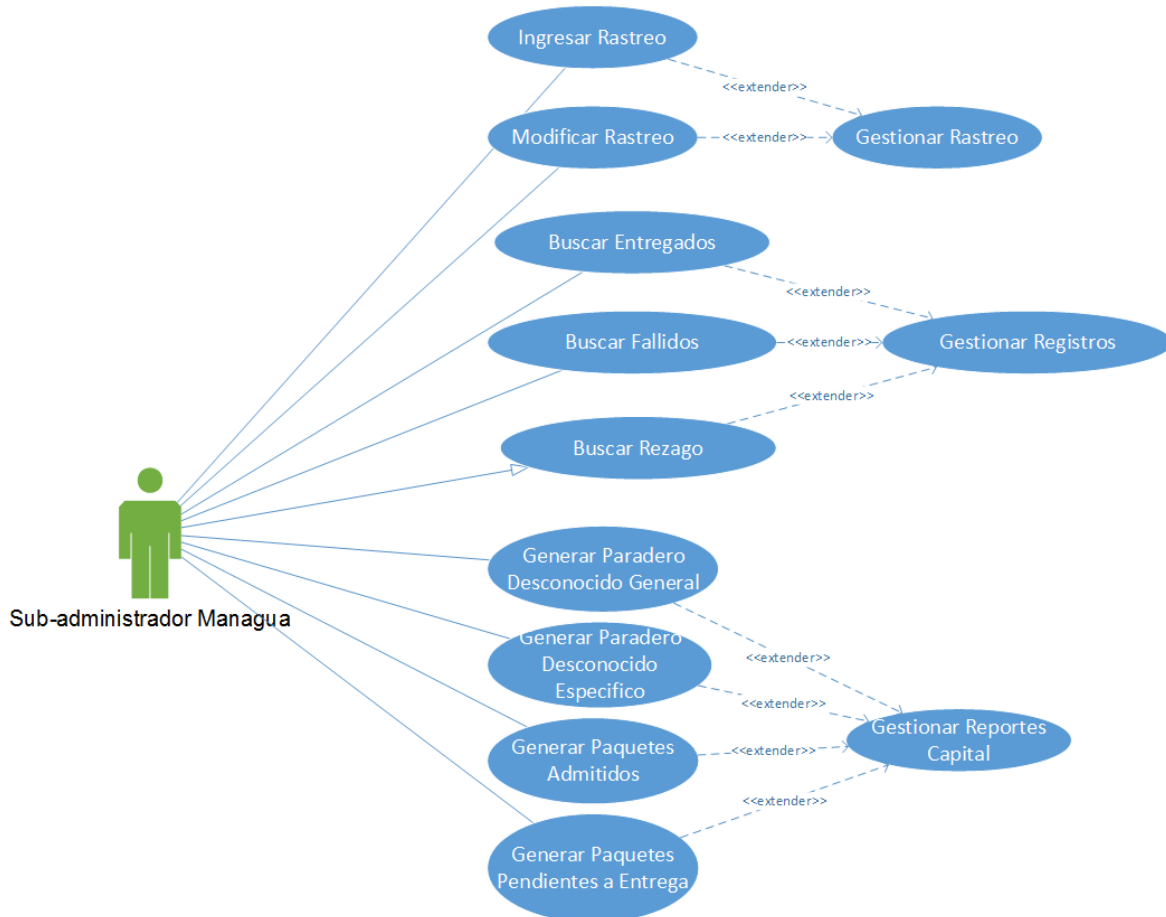 Ingresar Rastreo
<<extender>>
Modificar Rastreo
<<extender>>
Gestionar Rastreo
Buscar Entregados
<<extender>>
Buscar Fallidos
<<extender>>
Gestionar Registros
<<extender>>
Buscar Rezago
Generar Paradero
Desconocido General
Sub-administrador Managua
Generar Paradero
Desconocido
Especifico
<<extender>>
<<extender>>
Gestionar Reportes
Capital
Generar Paquetes
Admitidos
<<extender>>
<<extender>>
Generar Paquetes
Pendientes a Entrega